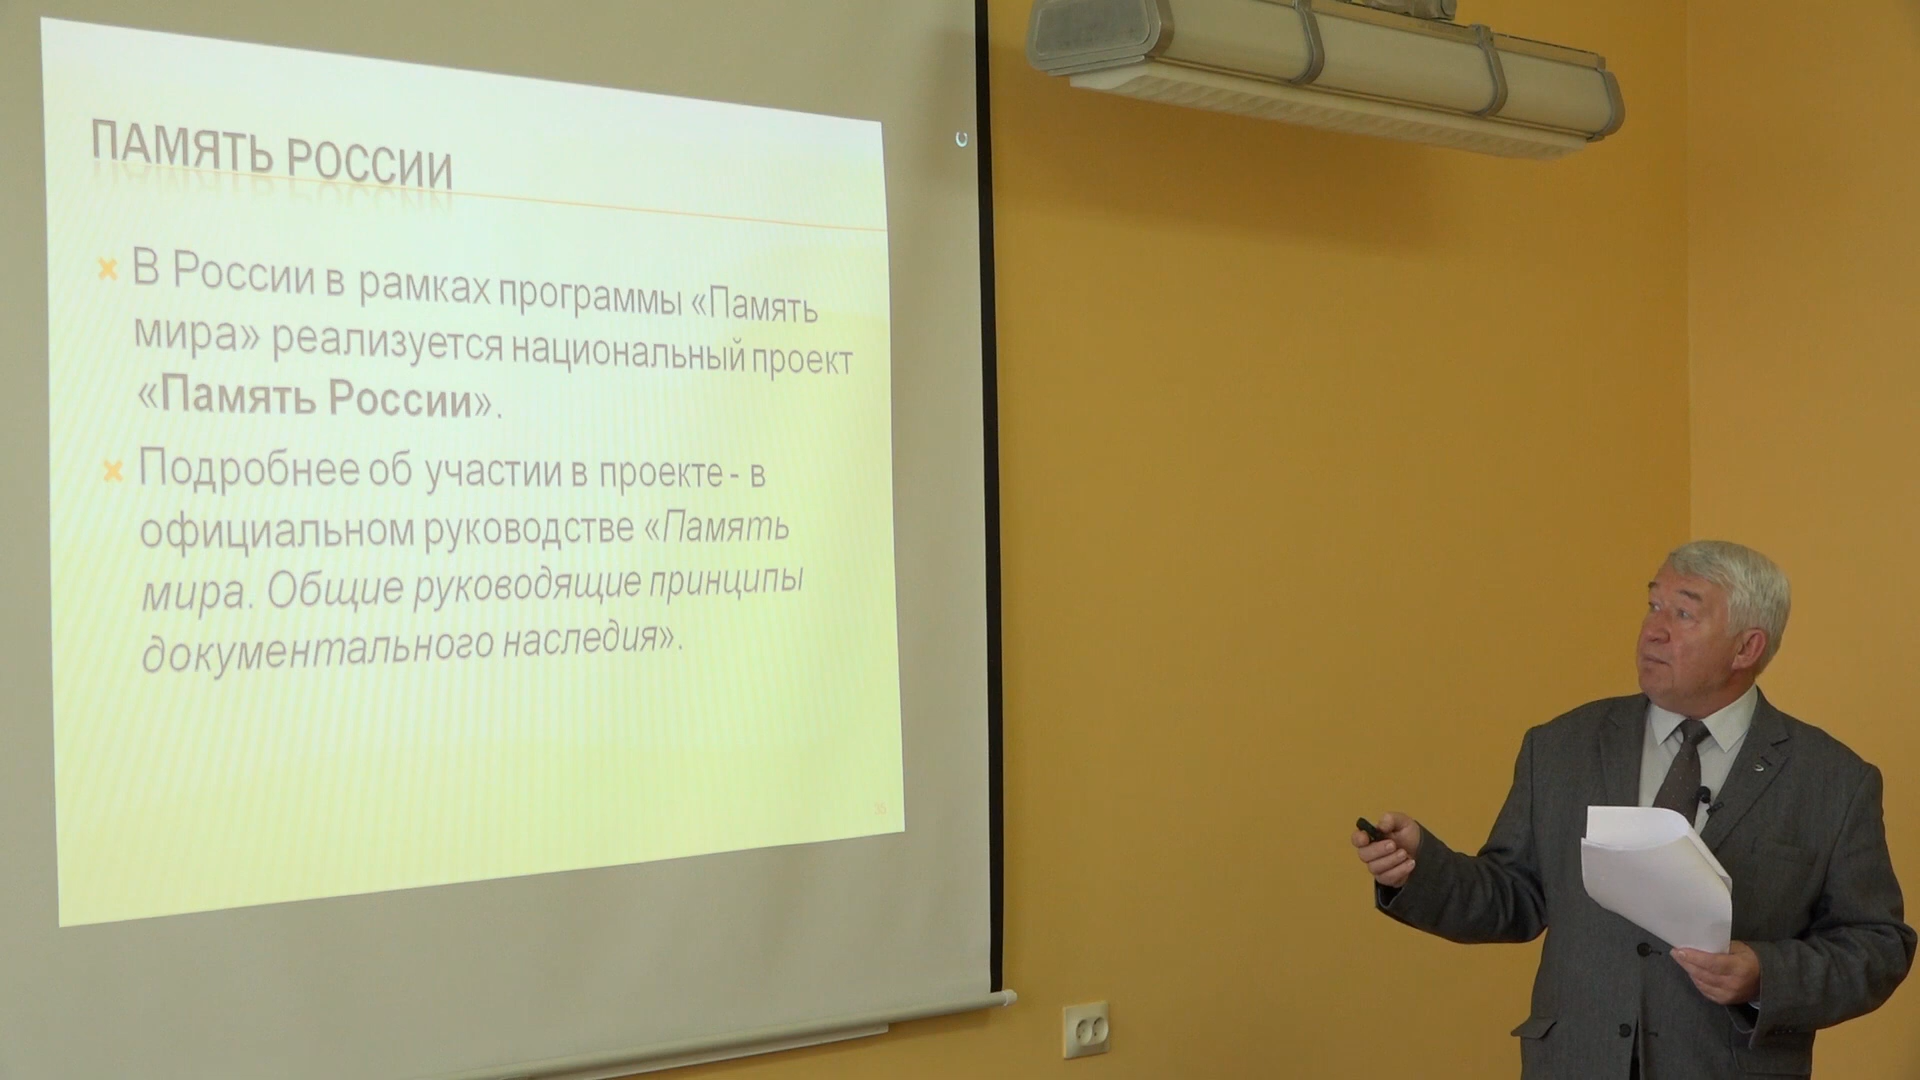 ПАМЯТЬ РОССИИ
В России в рамках программы «Память
мира» реализуется национальный проект
«Память России».
Подробнее об участии в проекте - в
официальном руководстве «Память
мира. Общие руководящие принципы
документального наследия».